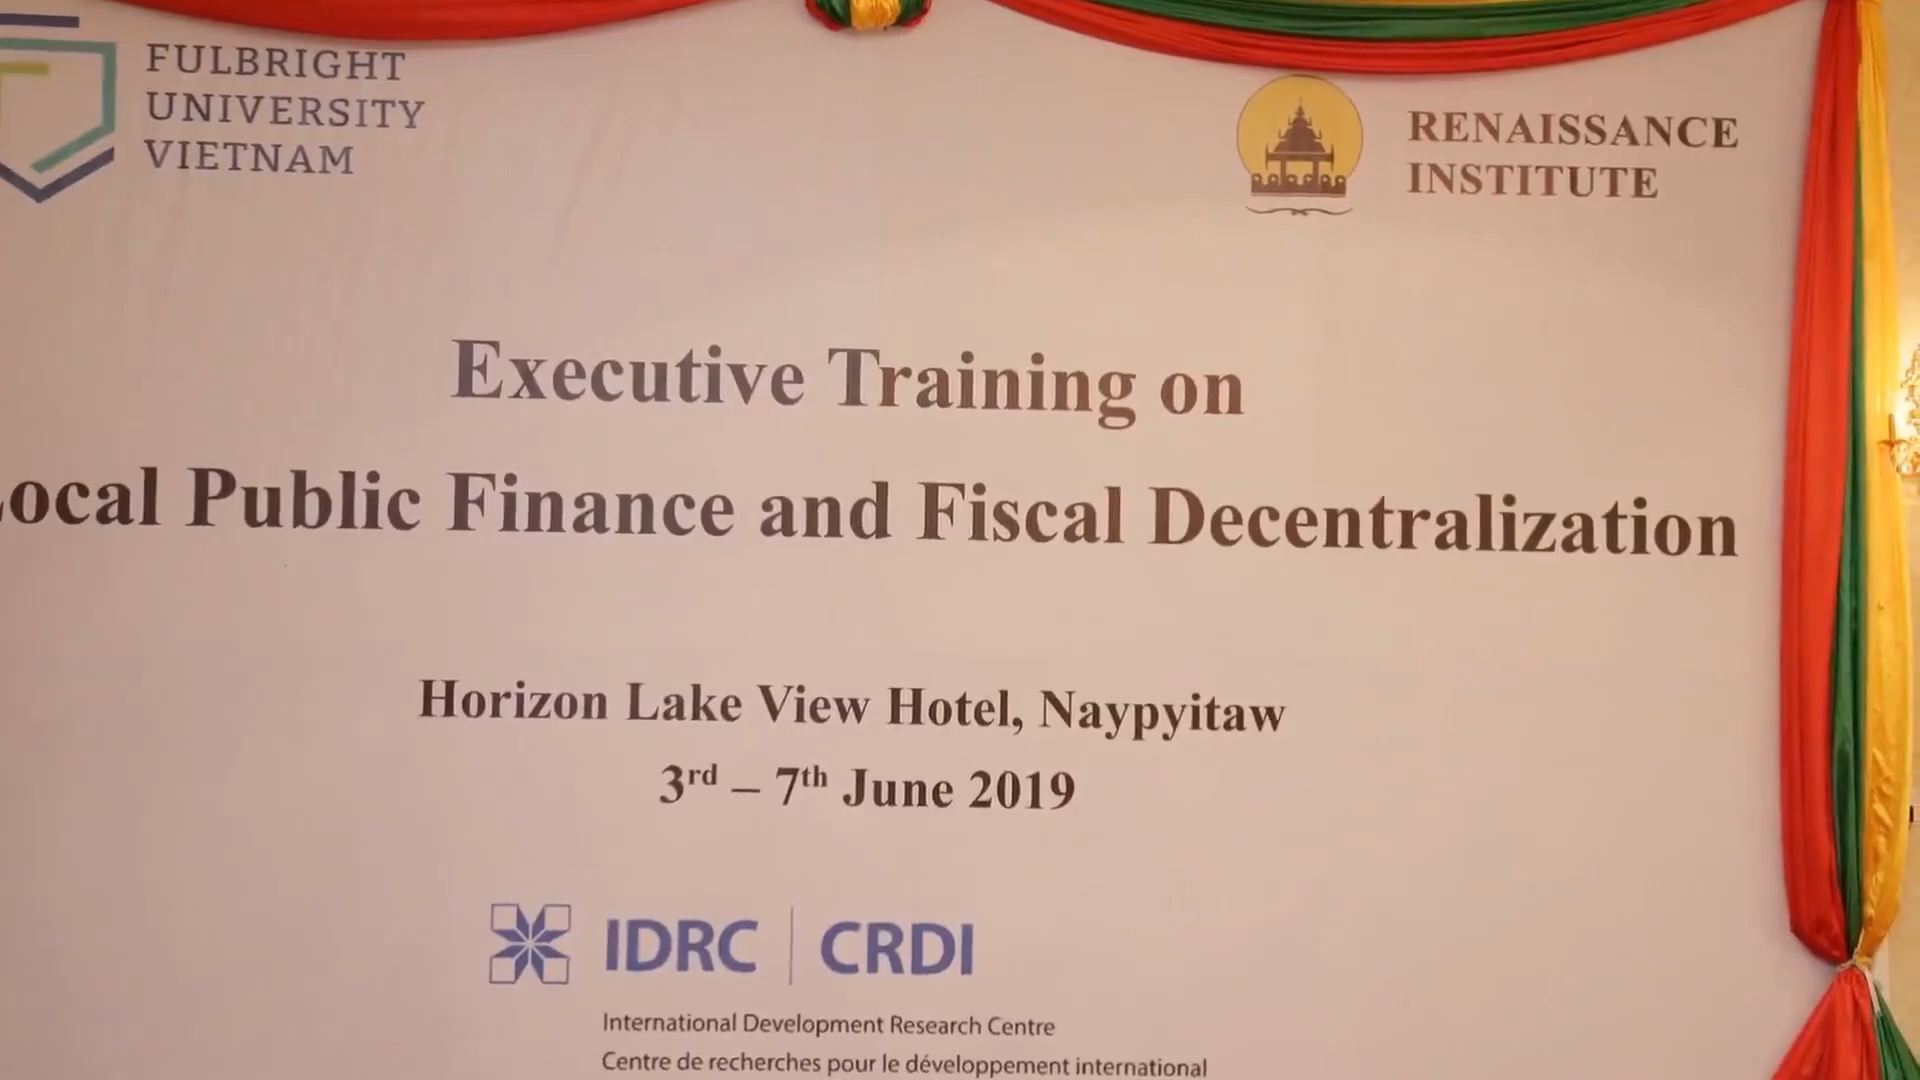 FULBRIGHT
UNIVERSITY
VIETNAM
RENAISSANCE
INSTITUTE
Executive Training on
Local Public Finance and Fiscal Decentralization
Horizon Lake View Hotel, Naypyitaw
3rd – 7th June 2019
IDRC | CRDI
International Development Research Centre
Centre de recherches pour le développement international